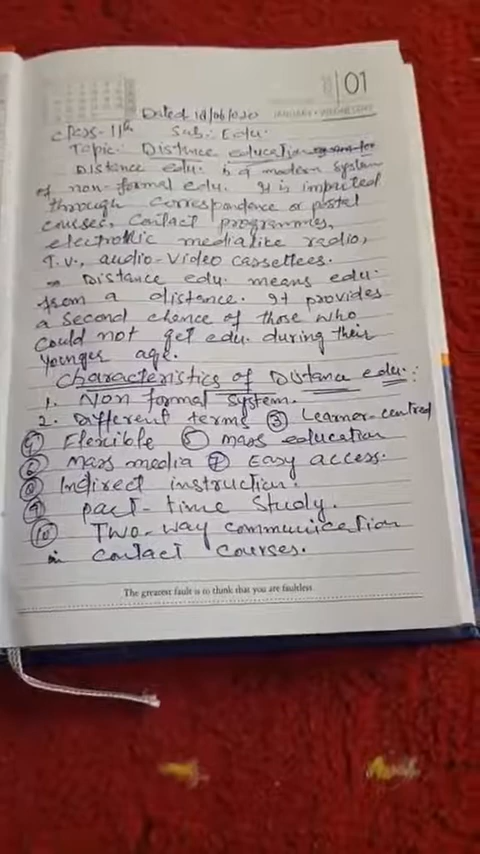 01
JANUARY • WEDNESDAY
Dated 18/06/020
Class-11th Sub: Edu.
Topic: Distance education
Distance edu. is a modern system
of non-formal edu. It is imparted
through correspondence or postal
courses, contact programmes,
electronic media like radio,
T.V., audio-video cassettees.
Distance edu. means edu.
from a distance. It provides
a second chance of those who
could not get edu. during their
younger age.
Characteristics of Distance edu.:
1. Non formal system.
2. Different terms ③ Learner-centred
④ Flexible ⑤ mass education
⑥ Mass media ⑦ Easy access.
⑧ Indirect instruction.
⑨ part-time study.
⑩ Two-way communication
in contact courses.
The greatest fault is to think that you are faultless